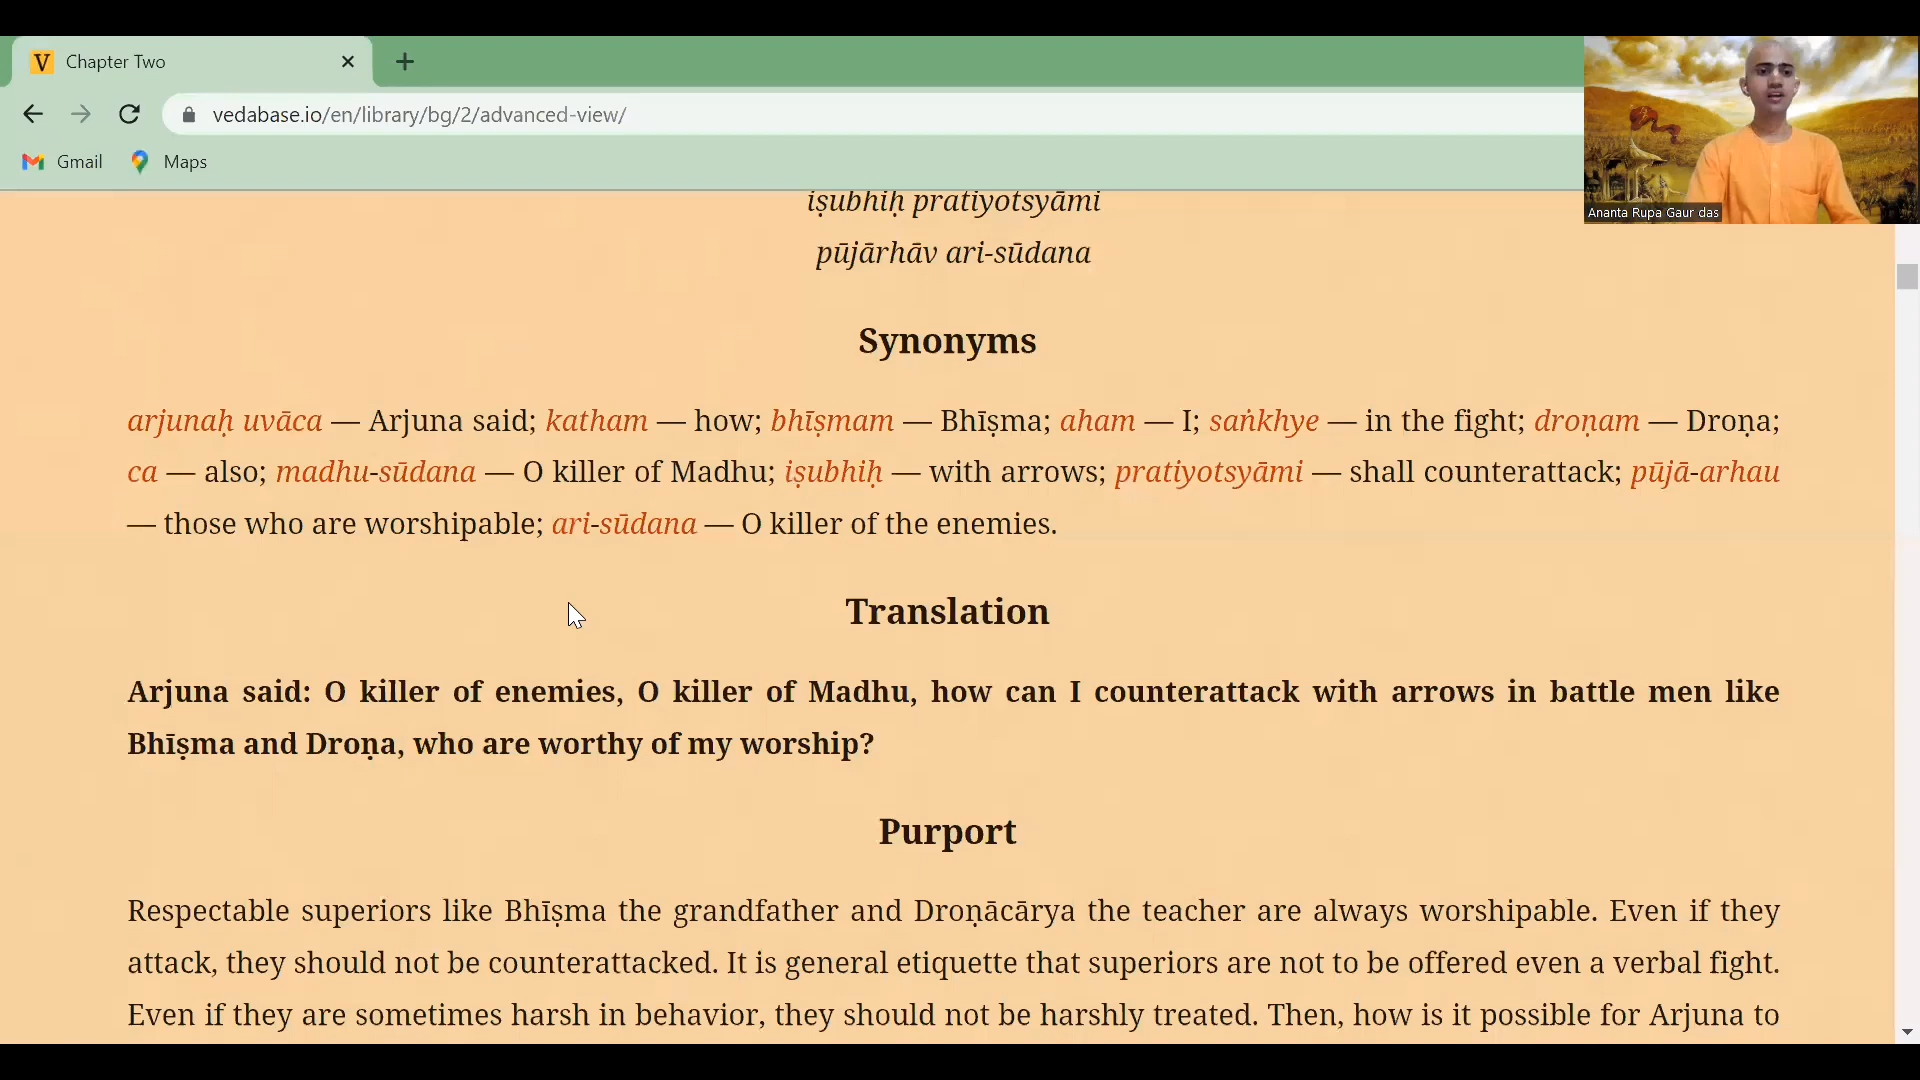 V Chapter Two
vedabase.io/en/library/bg/2/advanced-view/
Gmail Maps
Ananta Rupa Gaur das
iṣubhiḥ pratiyotsyāmi
pūjārhāv ari-sūdana
Synonyms
arjunaḥ uvāca — Arjuna said; katham — how; bhīṣmam — Bhīṣma; aham — I; saṅkhye — in the fight; droṇam — Droṇa;
ca — also; madhu-sūdana — O killer of Madhu; iṣubhiḥ — with arrows; pratiyotsyāmi — shall counterattack; pūjā-arhau
— those who are worshipable; ari-sūdana — O killer of the enemies.
Translation
Arjuna said: O killer of enemies, O killer of Madhu, how can I counterattack with arrows in battle men like
Bhīṣma and Droṇa, who are worthy of my worship?
Purport
Respectable superiors like Bhīṣma the grandfather and Droṇācārya the teacher are always worshipable. Even if they
attack, they should not be counterattacked. It is general etiquette that superiors are not to be offered even a verbal fight.
Even if they are sometimes harsh in behavior, they should not be harshly treated. Then, how is it possible for Arjuna to